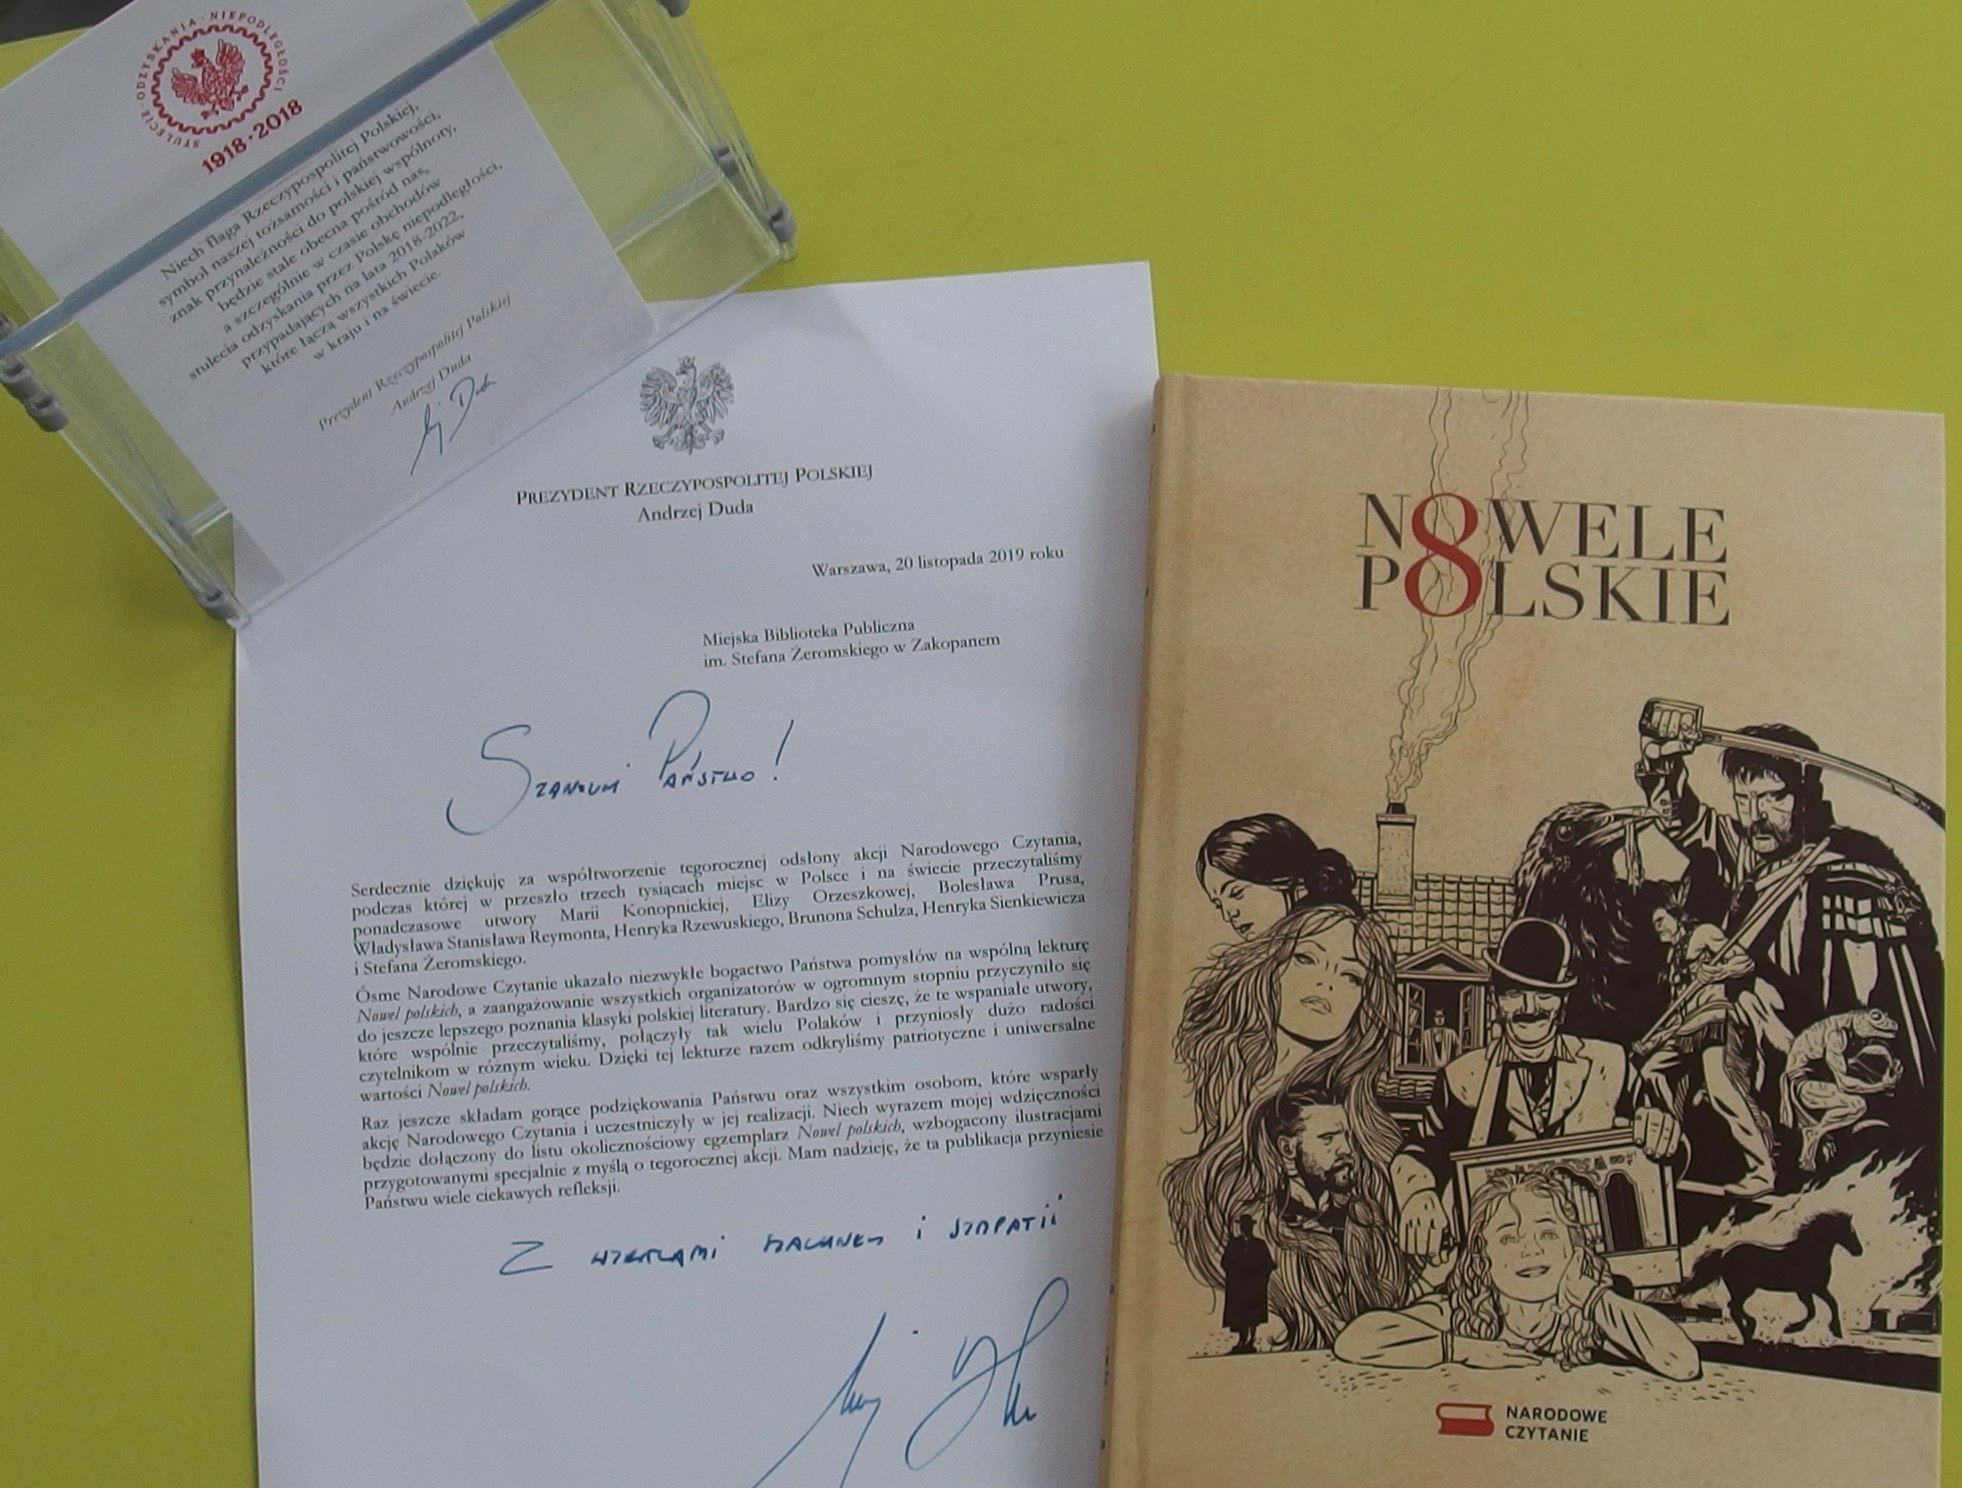 STULECIE · ODZYSKANIA · NIEPODLEGŁOŚCI
1918 · 2018
Niech flaga Rzeczypospolitej Polskiej,
symbol naszej tożsamości i państwowości,
znak przynależności do polskiej wspólnoty,
będzie stale obecna pośród nas,
a szczególnie w czasie obchodów
stulecia odzyskania przez Polskę niepodległości,
przypadających na lata 2018-2022,
które łączą wszystkich Polaków
w kraju i na świecie.
Prezydent Rzeczypospolitej Polskiej
Andrzej Duda
PREZYDENT RZECZYPOSPOLITEJ POLSKIEJ
Andrzej Duda
Warszawa, 20 listopada 2019 roku
Miejska Biblioteka Publiczna
im. Stefana Żeromskiego w Zakopanem
Szanowni Państwo!
Serdecznie dziękuję za współtworzenie tegorocznej odsłony akcji Narodowego Czytania,
podczas której w przeszło trzech tysiącach miejsc w Polsce i na świecie przeczytaliśmy
ponadczasowe utwory Marii Konopnickiej, Elizy Orzeszkowej, Bolesława Prusa,
Władysława Stanisława Reymonta, Henryka Rzewuskiego, Brunona Schulza, Henryka Sienkiewicza
i Stefana Żeromskiego.
Ósme Narodowe Czytanie ukazało niezwykłe bogactwo Państwa pomysłów na wspólną lekturę
Nowel polskich, a zaangażowanie wszystkich organizatorów w ogromnym stopniu przyczyniło się
do jeszcze lepszego poznania klasyki polskiej literatury. Bardzo się cieszę, że te wspaniałe utwory,
które wspólnie przeczytaliśmy, połączyły tak wielu Polaków i przyniosły dużo radości
czytelnikom w różnym wieku. Dzięki tej lekturze razem odkryliśmy patriotyczne i uniwersalne
wartości Nowel polskich.
Raz jeszcze składam gorące podziękowania Państwu oraz wszystkim osobom, które wsparły
akcję Narodowego Czytania i uczestniczyły w jej realizacji. Niech wyrazem mojej wdzięczności
będzie dołączony do listu okolicznościowy egzemplarz Nowel polskich, wzbogacony ilustracjami
przygotowanymi specjalnie z myślą o tegorocznej akcji. Mam nadzieję, że ta publikacja przyniesie
Państwu wiele ciekawych refleksji.
Z wyrazami szacunku i sympatii
N8WELE
P8LSKIE
NARODOWE
CZYTANIE